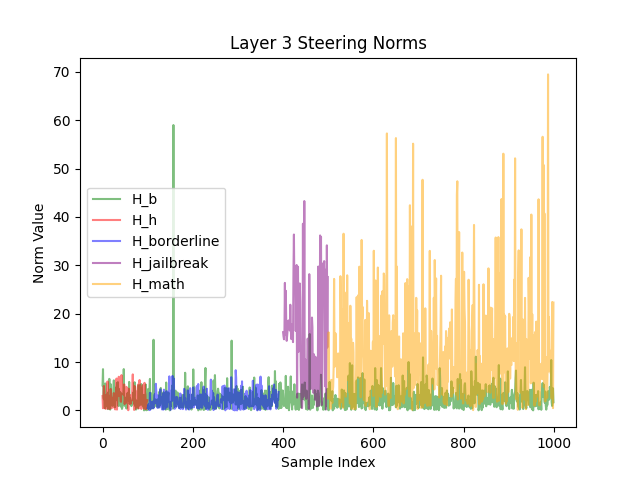 Layer 3 Steering Norms
70
60
50
40
30
20
10
0
Norm Value
H_b
H_h
H_borderline
H_jailbreak
H_math
0 200 400 600 800 1000
Sample Index